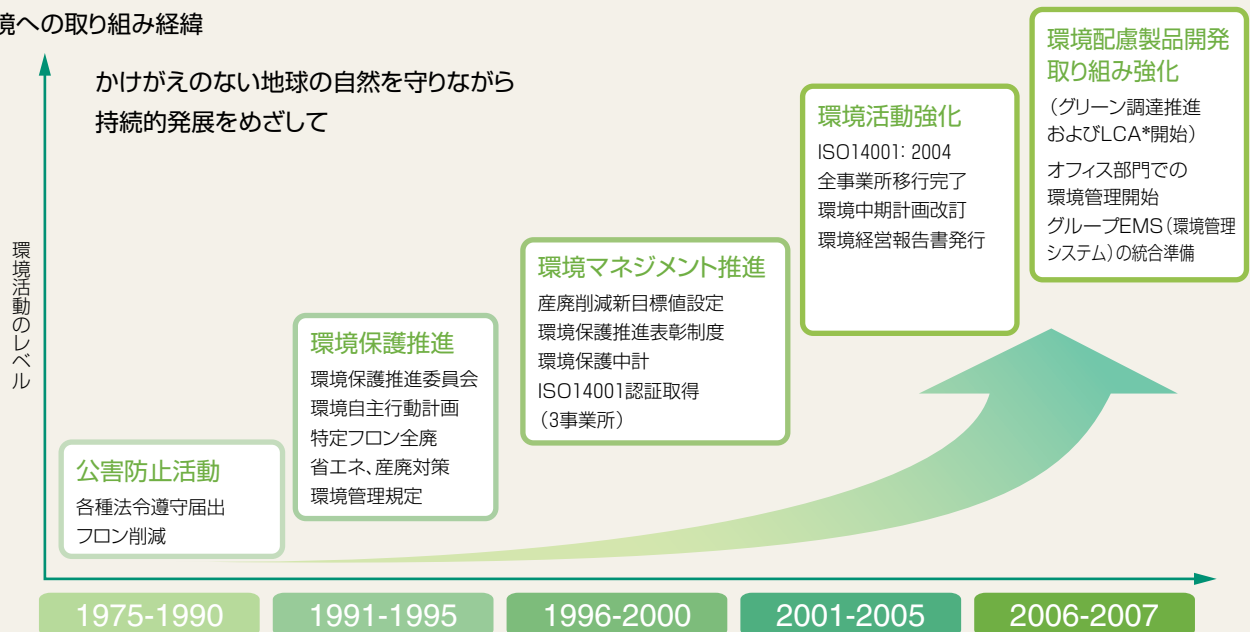 境への取り組み経緯
かけがえのない地球の自然を守りながら
持続的発展をめざして
環境活動のレベル
公害防止活動
各種法令遵守届出
フロン削減
環境保護推進
環境保護推進委員会
環境自主行動計画
特定フロン全廃
省エネ、産廃対策
環境管理規定
環境マネジメント推進
産廃削減新目標値設定
環境保護推進表彰制度
環境保護中計
ISO14001認証取得
（3事業所）
環境活動強化
ISO14001：2004
全事業所移行完了
環境中期計画改訂
環境経営報告書発行
環境配慮製品開発
取り組み強化
（グリーン調達推進
およびLCA*開始）
オフィス部門での
環境管理開始
グループEMS（環境管理
システム）の統合準備
1975-1990
1991-1995
1996-2000
2001-2005
2006-2007